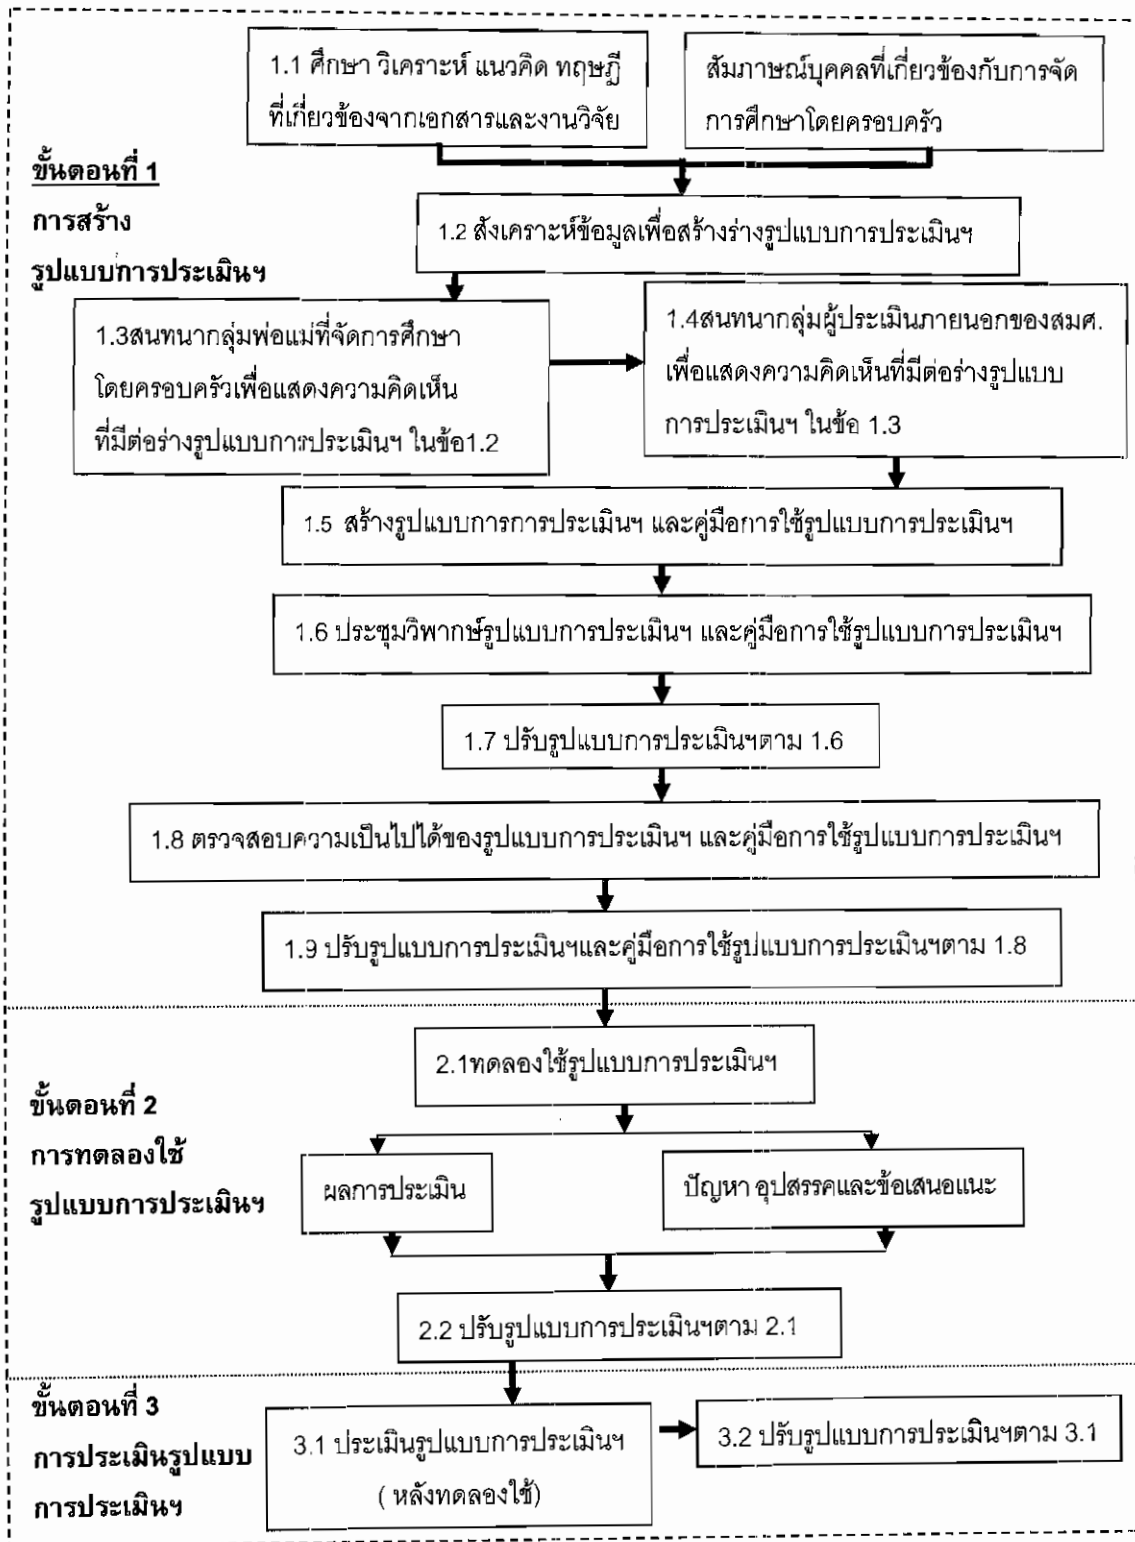 1.1 ศึกษา วิเคราะห์ แนวคิด ทฤษฎี
ที่เกี่ยวข้องจากเอกสารและงานวิจัย
สัมภาษณ์บุคคลที่เกี่ยวข้องกับการจัด
การศึกษาโดยครอบครัว
ขั้นตอนที่ 1
การสร้าง
รูปแบบการประเมินฯ
1.2 สังเคราะห์ข้อมูลเพื่อสร้างร่างรูปแบบการประเมินฯ
1.3สนทนากลุ่มพ่อแม่ที่จัดการศึกษา
โดยครอบครัวเพื่อแสดงความคิดเห็น
ที่มีต่อร่างรูปแบบการประเมินฯ ในข้อ1.2
1.4สนทนากลุ่มผู้ประเมินภายนอกของสมศ.
เพื่อแสดงความคิดเห็นที่มีต่อร่างรูปแบบ
การประเมินฯ ในข้อ 1.3
1.5 สร้างรูปแบบการการประเมินฯ และคู่มือการใช้รูปแบบการประเมินฯ
1.6 ประชุมวิพากษ์รูปแบบการประเมินฯ และคู่มือการใช้รูปแบบการประเมินฯ
1.7 ปรับรูปแบบการประเมินฯตาม 1.6
1.8 ตรวจสอบความเป็นไปได้ของรูปแบบการประเมินฯ และคู่มือการใช้รูปแบบการประเมินฯ
1.9 ปรับรูปแบบการประเมินฯและคู่มือการใช้รูปแบบการประเมินฯตาม 1.8
ขั้นตอนที่ 2
การทดลองใช้
รูปแบบการประเมินฯ
2.1ทดลองใช้รูปแบบการประเมินฯ
ผลการประเมิน
ปัญหา อุปสรรคและข้อเสนอแนะ
2.2 ปรับรูปแบบการประเมินฯตาม 2.1
ขั้นตอนที่ 3
การประเมินรูปแบบ
การประเมินฯ
3.1 ประเมินรูปแบบการประเมินฯ
( หลังทดลองใช้)
3.2 ปรับรูปแบบการประเมินฯตาม 3.1